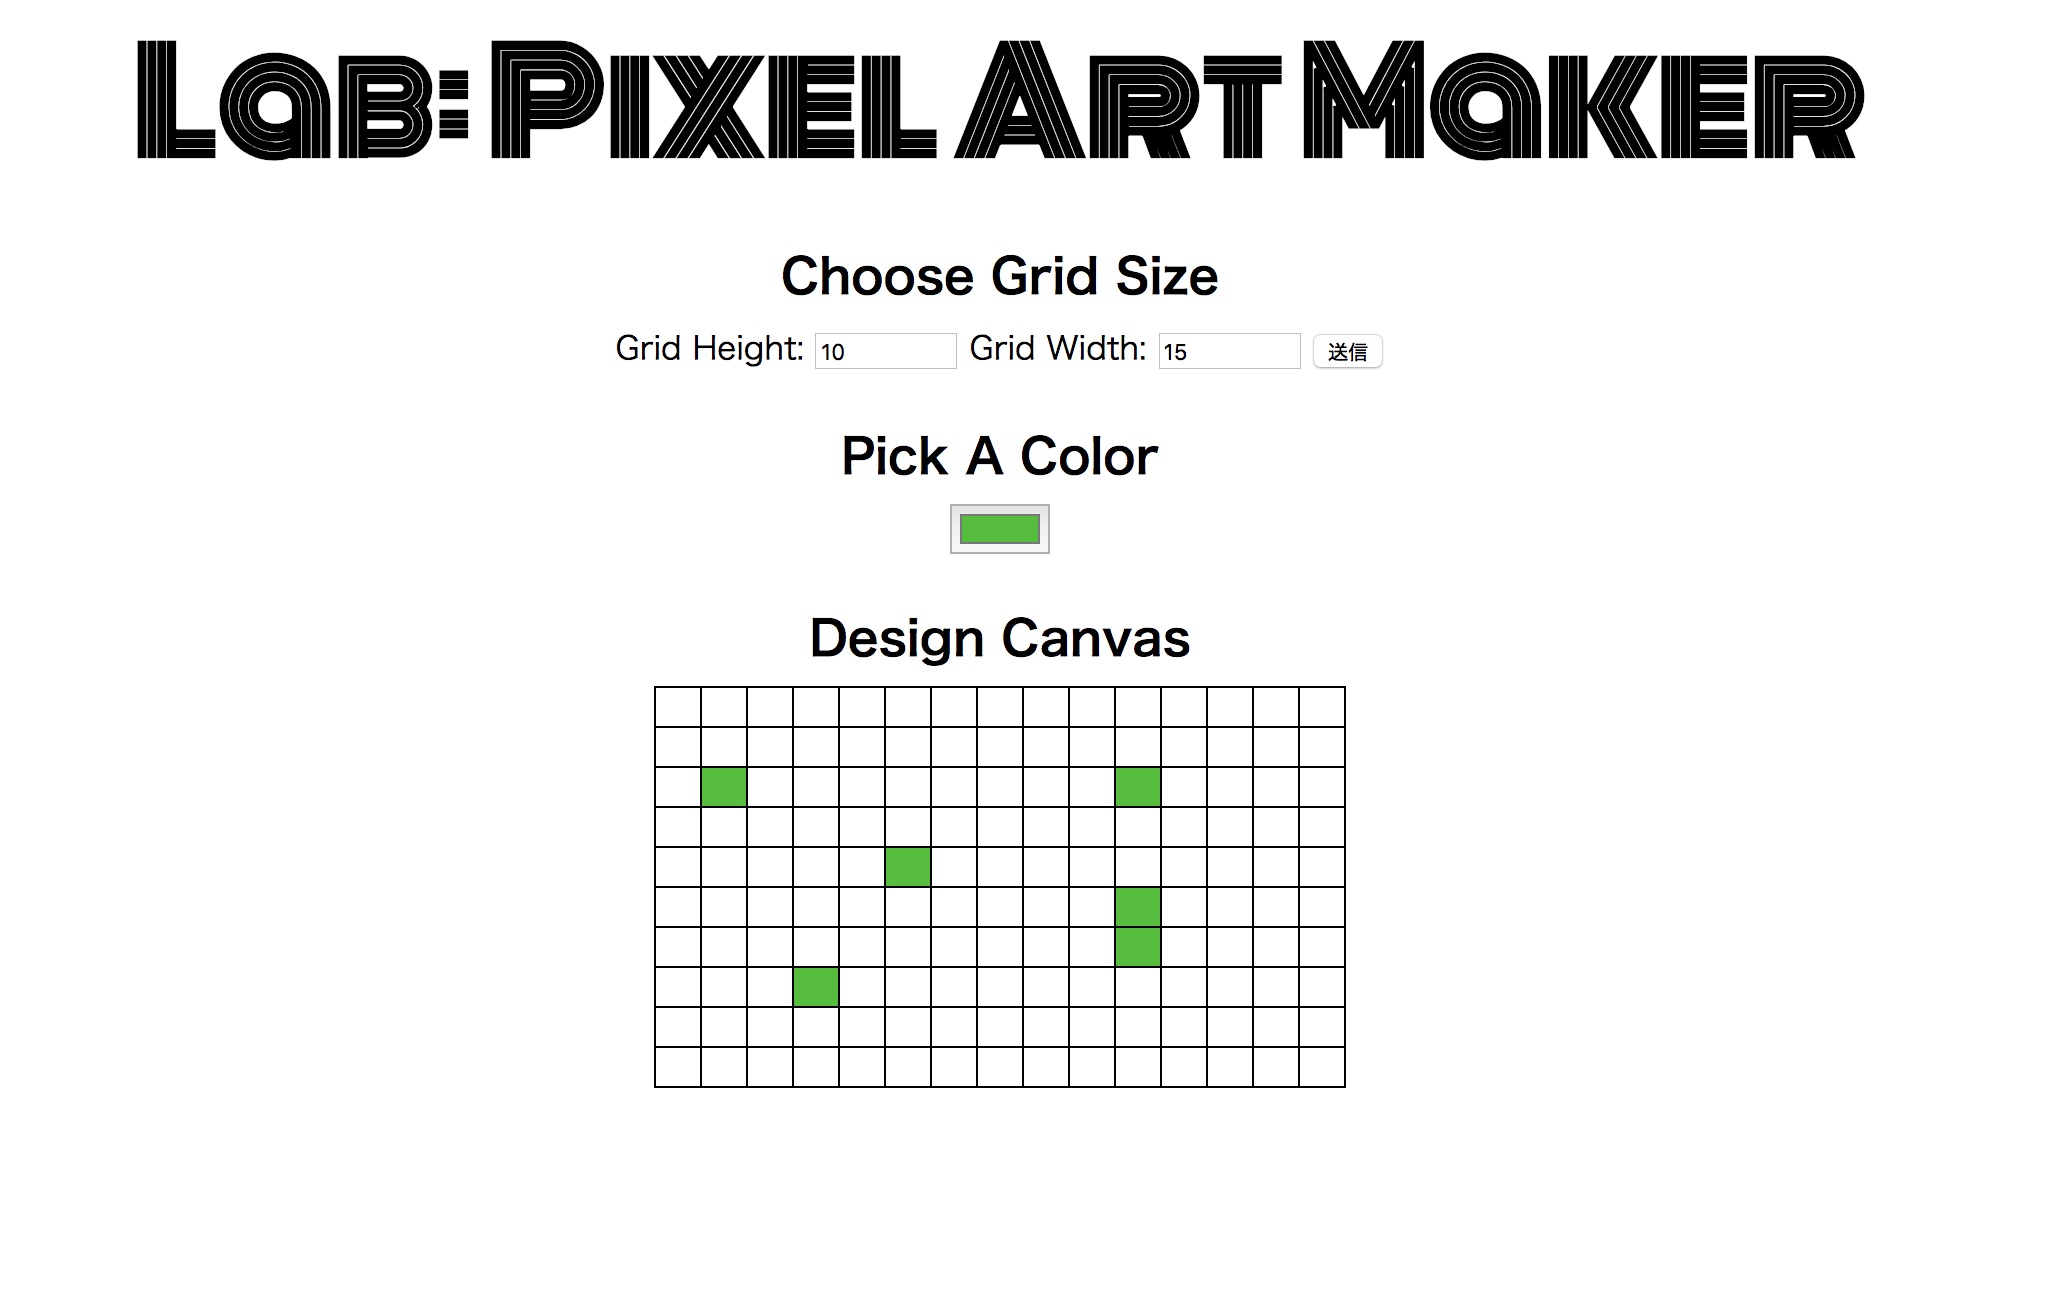 Lab: Pixel Art Maker
Choose Grid Size
Grid Height: 10 Grid Width: 15 送信
Pick A Color
Design Canvas